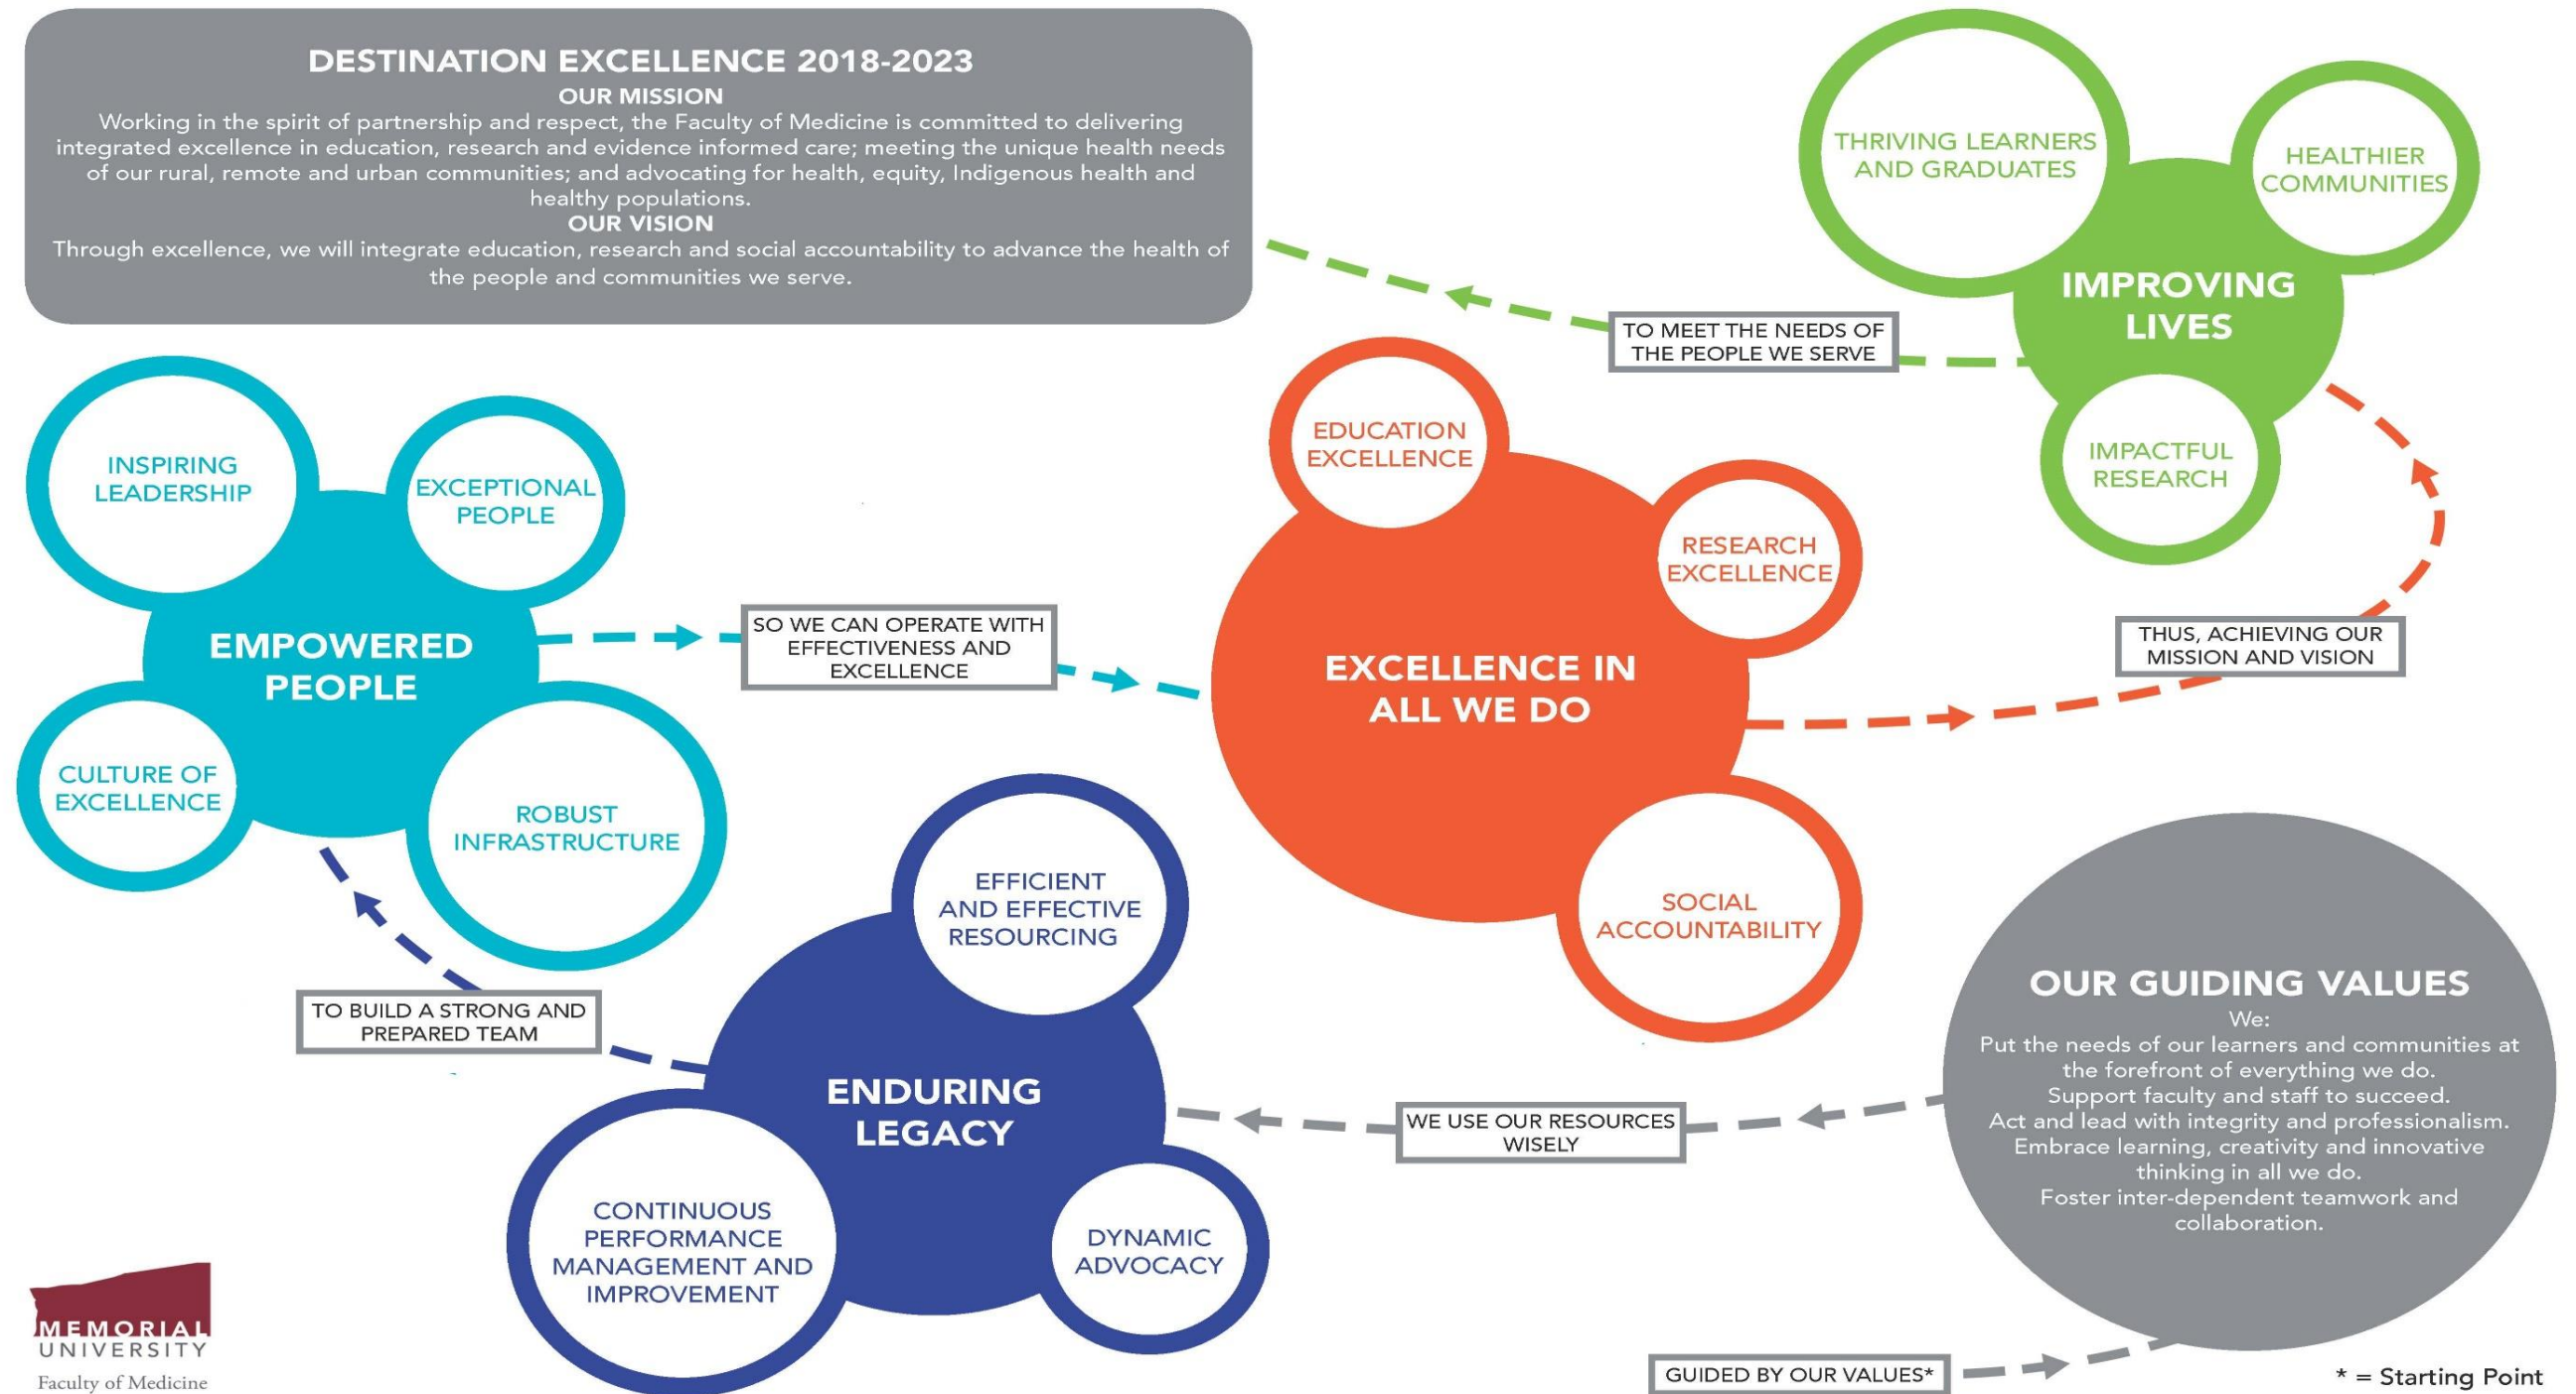 DESTINATION EXCELLENCE 2018-2023
OUR MISSION
Working in the spirit of partnership and respect, the Faculty of Medicine is committed to delivering
integrated excellence in education, research and evidence informed care; meeting the unique health needs
of our rural, remote and urban communities; and advocating for health, equity, Indigenous health and
healthy populations.
OUR VISION
Through excellence, we will integrate education, research and social accountability to advance the health of
the people and communities we serve.
THRIVING LEARNERS
AND GRADUATES
HEALTHIER
COMMUNITIES
IMPROVING
LIVES
IMPACTFUL
RESEARCH
TO MEET THE NEEDS OF
THE PEOPLE WE SERVE
INSPIRING
LEADERSHIP
EXCEPTIONAL
PEOPLE
EMPOWERED
PEOPLE
CULTURE OF
EXCELLENCE
ROBUST
INFRASTRUCTURE
SO WE CAN OPERATE WITH
EFFECTIVENESS AND
EXCELLENCE
EDUCATION
EXCELLENCE
RESEARCH
EXCELLENCE
EXCELLENCE IN
ALL WE DO
SOCIAL
ACCOUNTABILITY
THUS, ACHIEVING OUR
MISSION AND VISION
TO BUILD A STRONG AND
PREPARED TEAM
EFFICIENT
AND EFFECTIVE
RESOURCING
ENDURING
LEGACY
CONTINUOUS
PERFORMANCE
MANAGEMENT AND
IMPROVEMENT
DYNAMIC
ADVOCACY
WE USE OUR RESOURCES
WISELY
OUR GUIDING VALUES
We:
Put the needs of our learners and communities at
the forefront of everything we do.
Support faculty and staff to succeed.
Act and lead with integrity and professionalism.
Embrace learning, creativity and innovative
thinking in all we do.
Foster inter-dependent teamwork and
collaboration.
GUIDED BY OUR VALUES*
* = Starting Point
MEMORIAL
UNIVERSITY
Faculty of Medicine